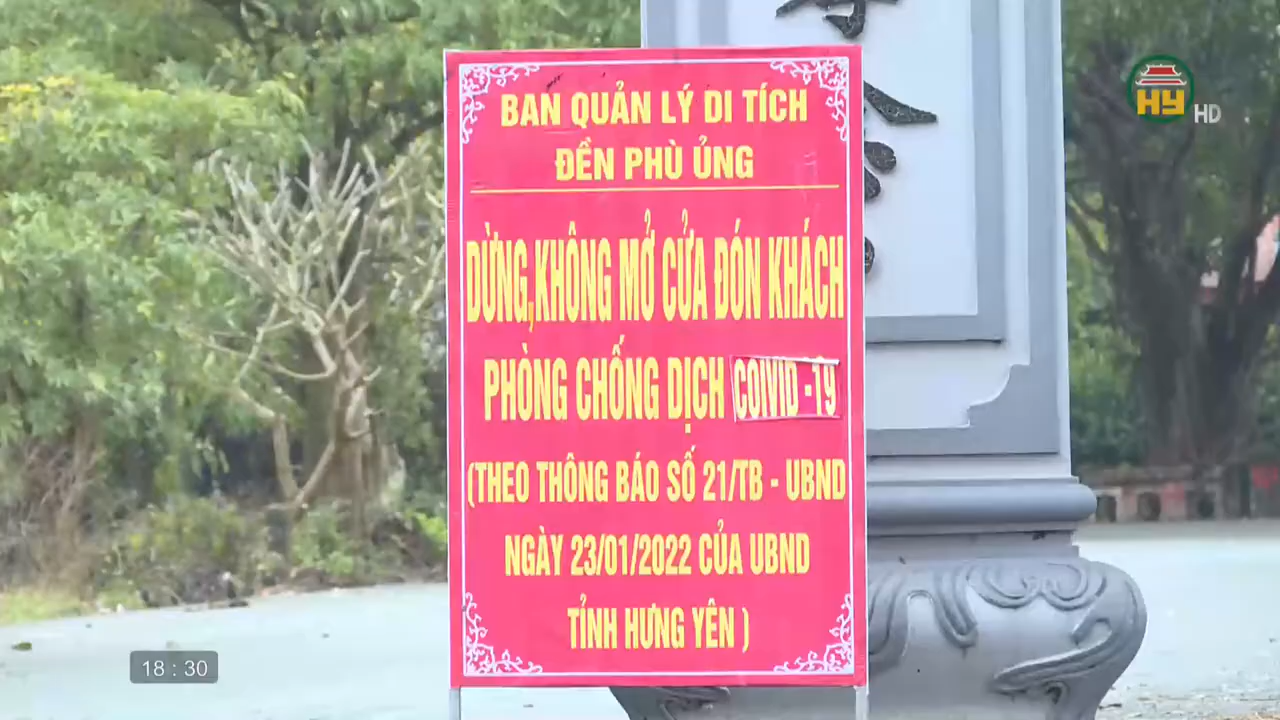 BAN QUẢN LÝ DI TÍCH
ĐỀN PHÙ ỦNG
DỪNG,KHÔNG MỞ CỬA ĐÓN KHÁCH
PHÒNG CHỐNG DỊCH COIVID -19
(THEO THÔNG BÁO SỐ 21/TB - UBND
NGÀY 23/01/2022 CỦA UBND
TỈNH HƯNG YÊN )
HY HD
18 : 30